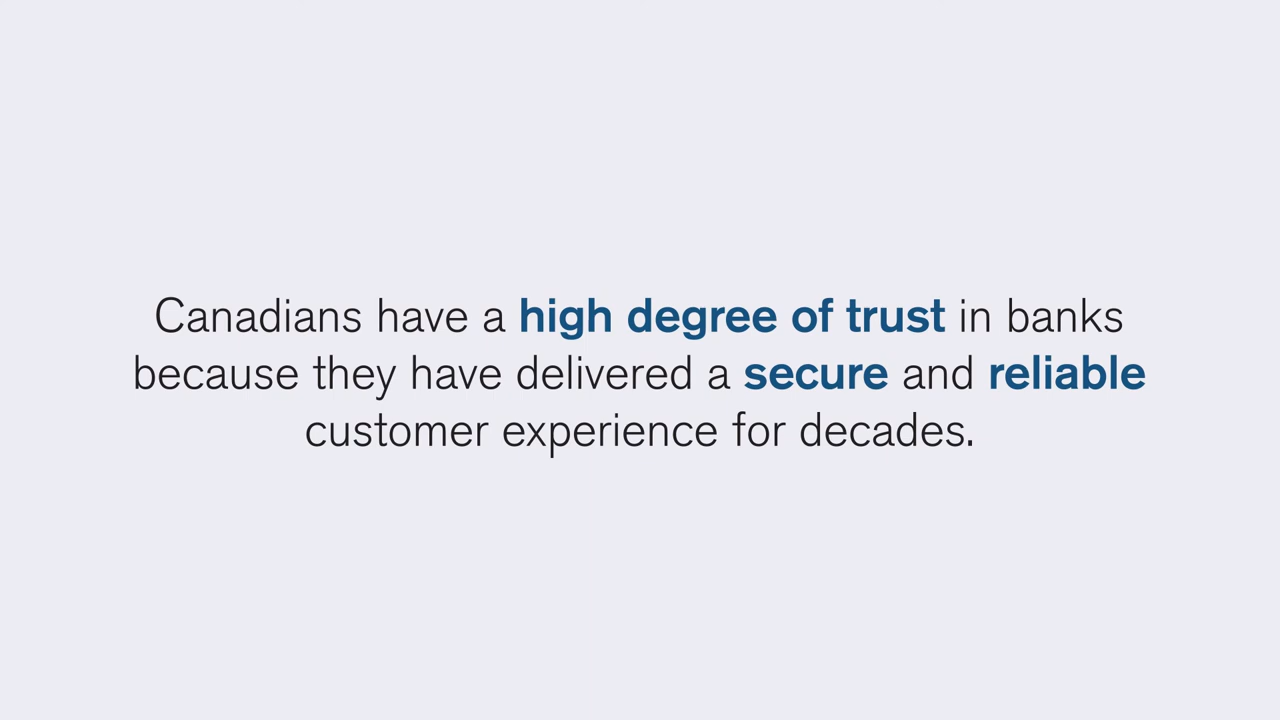 Canadians have a high degree of trust in banks
because they have delivered a secure and reliable
customer experience for decades.